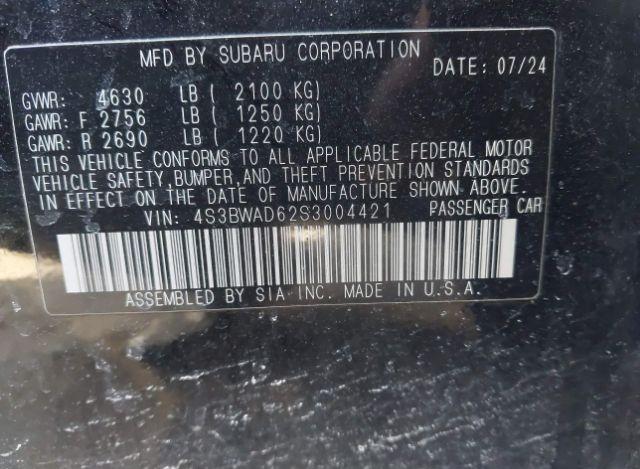 MFD BY SUBARU CORPORATION DATE: 07/24
GVWR: 4630 LB ( 2100 KG)
GAWR: F 2756 LB ( 1250 KG)
GAWR: R 2690 LB ( 1220 KG)
THIS VEHICLE CONFORMS TO ALL APPLICABLE FEDERAL MOTOR
VEHICLE SAFETY, BUMPER, AND THEFT PREVENTION STANDARDS
IN EFFECT ON THE DATE OF MANUFACTURE SHOWN ABOVE.
VIN: 4S3BWAD62S3004421 PASSENGER CAR
ASSEMBLED BY SIA INC. MADE IN U.S.A.